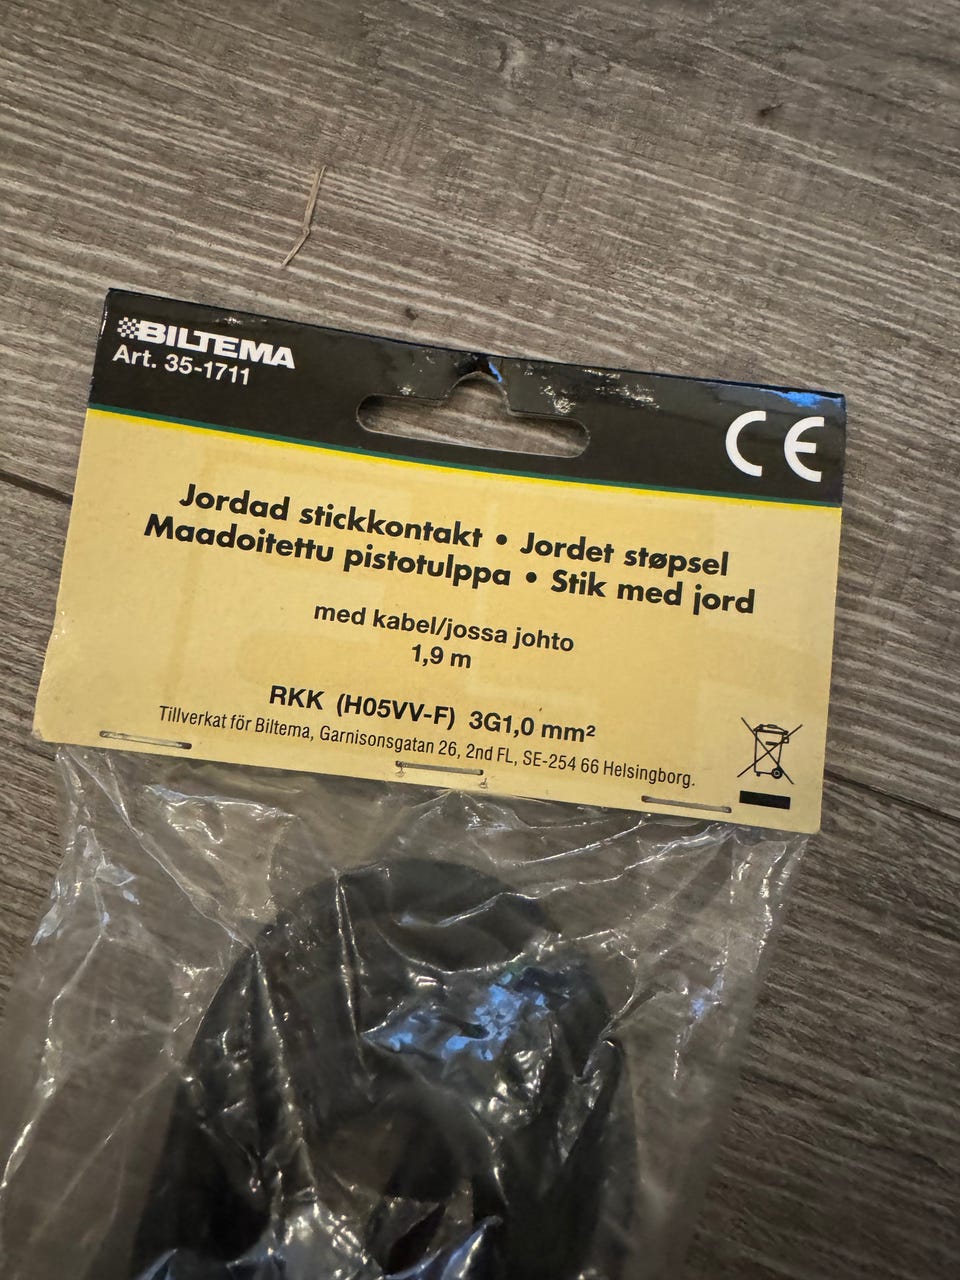 BILTEMA
Art. 35-1711
CE
Jordad stickkontakt • Jordet støpsel
Maadoitettu pistotulppa • Stik med jord
med kabel/jossa johto
1,9 m
RKK (H05VV-F) 3G1,0 mm²
Tillverkat för Biltema, Garnisonsgatan 26, 2nd FL, SE-254 66 Helsingborg.